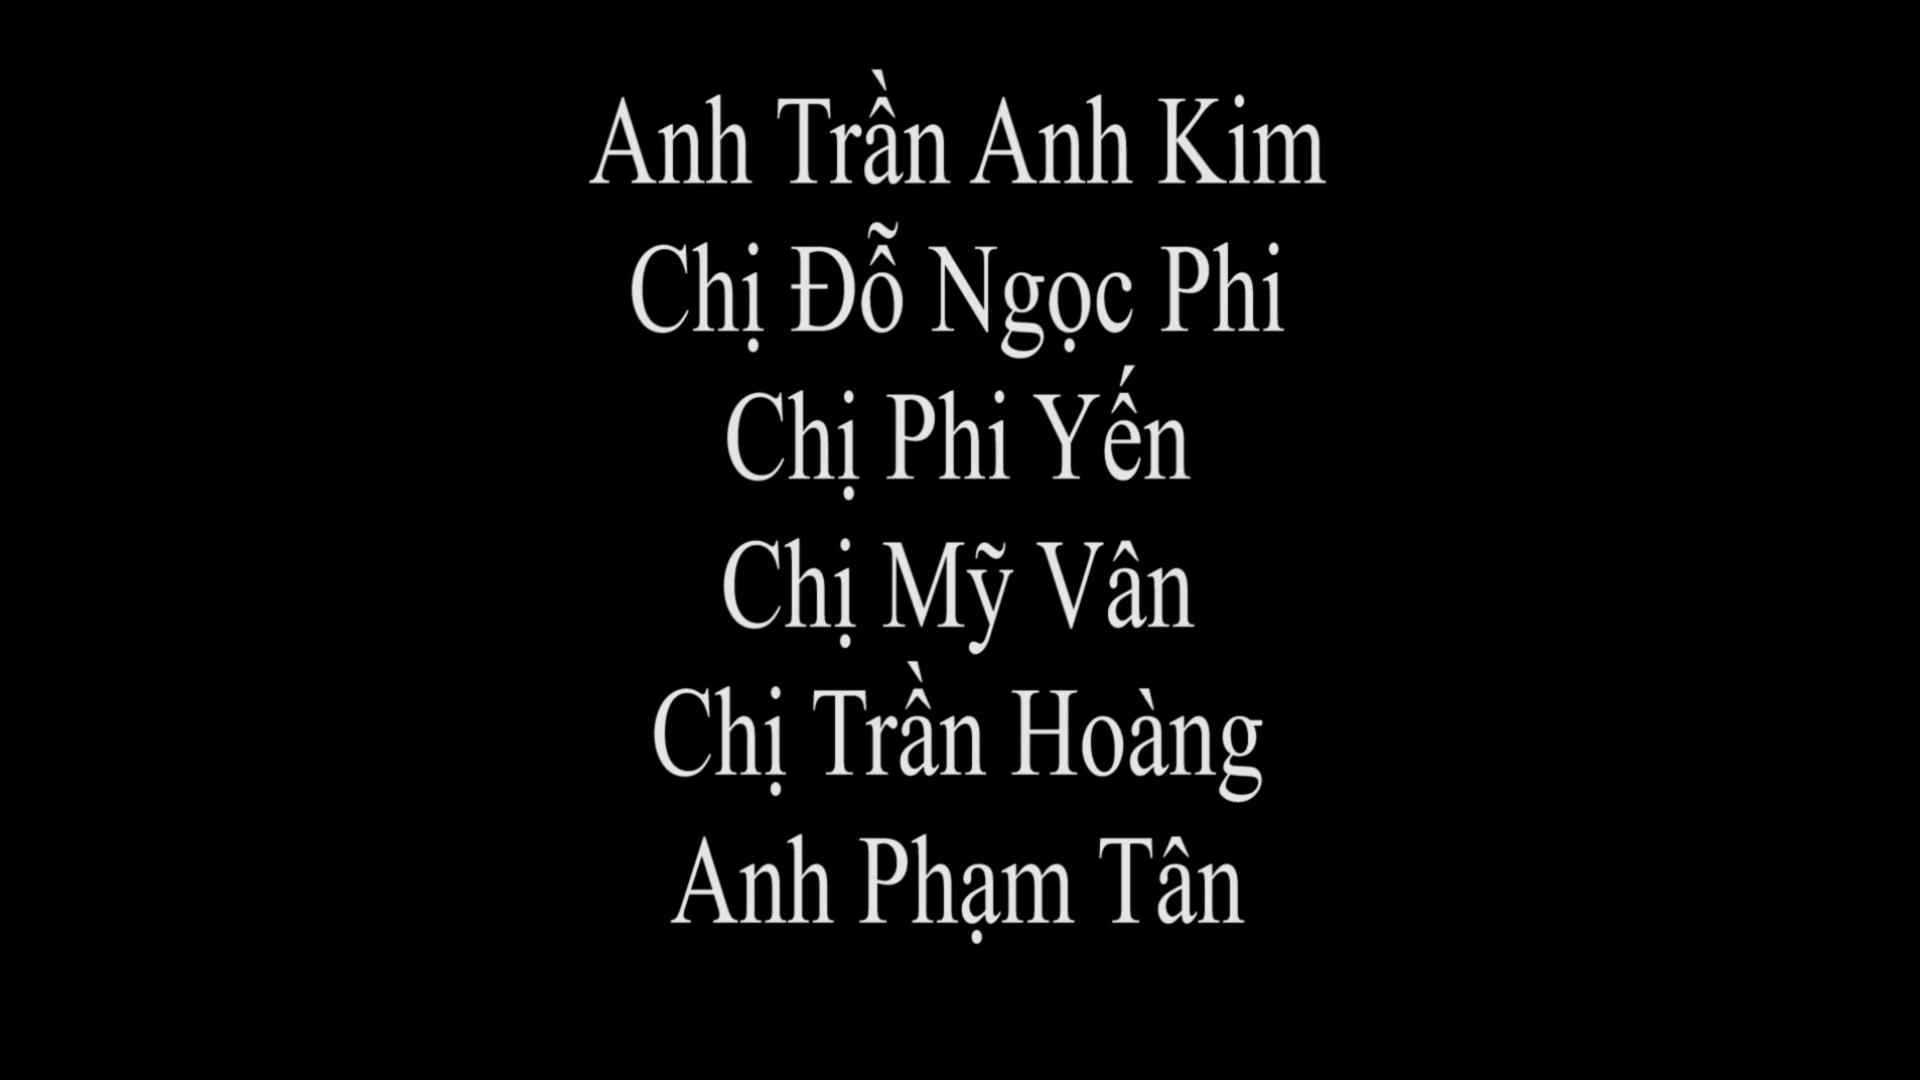 Anh Trần Anh Kim
Chị Đỗ Ngọc Phi
Chị Phi Yến
Chị Mỹ Vân
Chị Trần Hoàng
Anh Phạm Tân